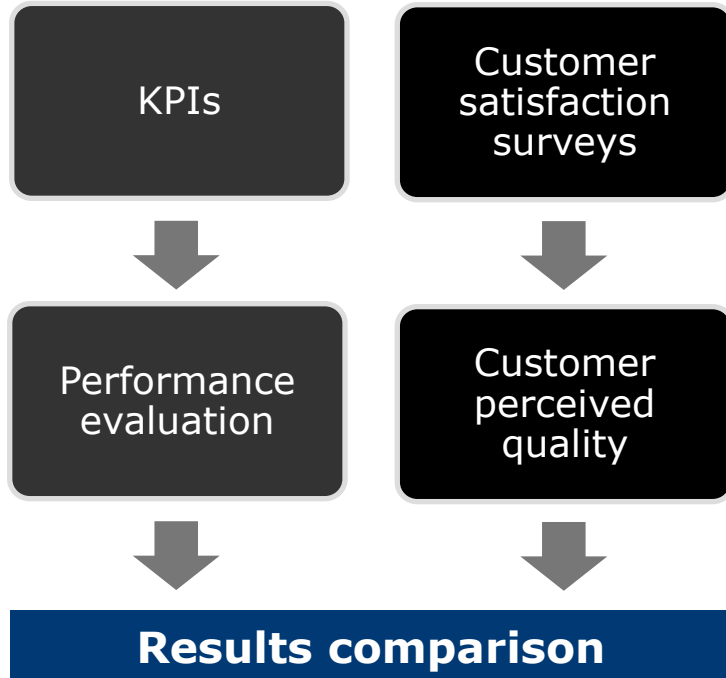 KPIs
Customer
satisfaction
surveys
Performance
evaluation
Customer
perceived
quality
Results comparison